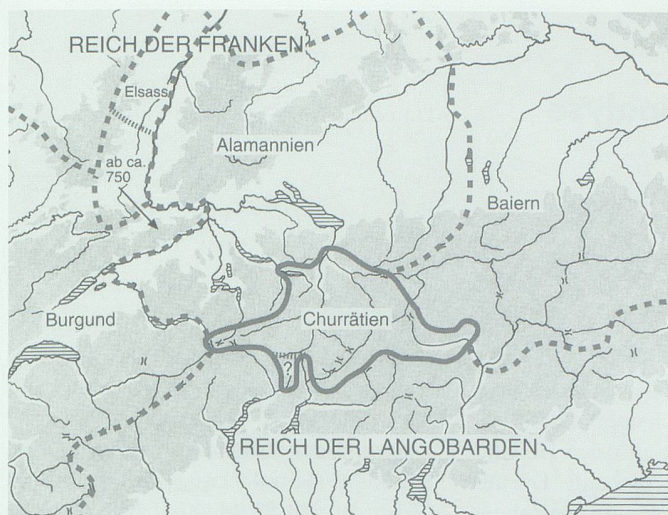 REICH DER FRANKEN
Elsass
Alamannien
ab ca.
750
Baiern
Burgund
Churrätien
?
REICH DER LANGOBARDEN